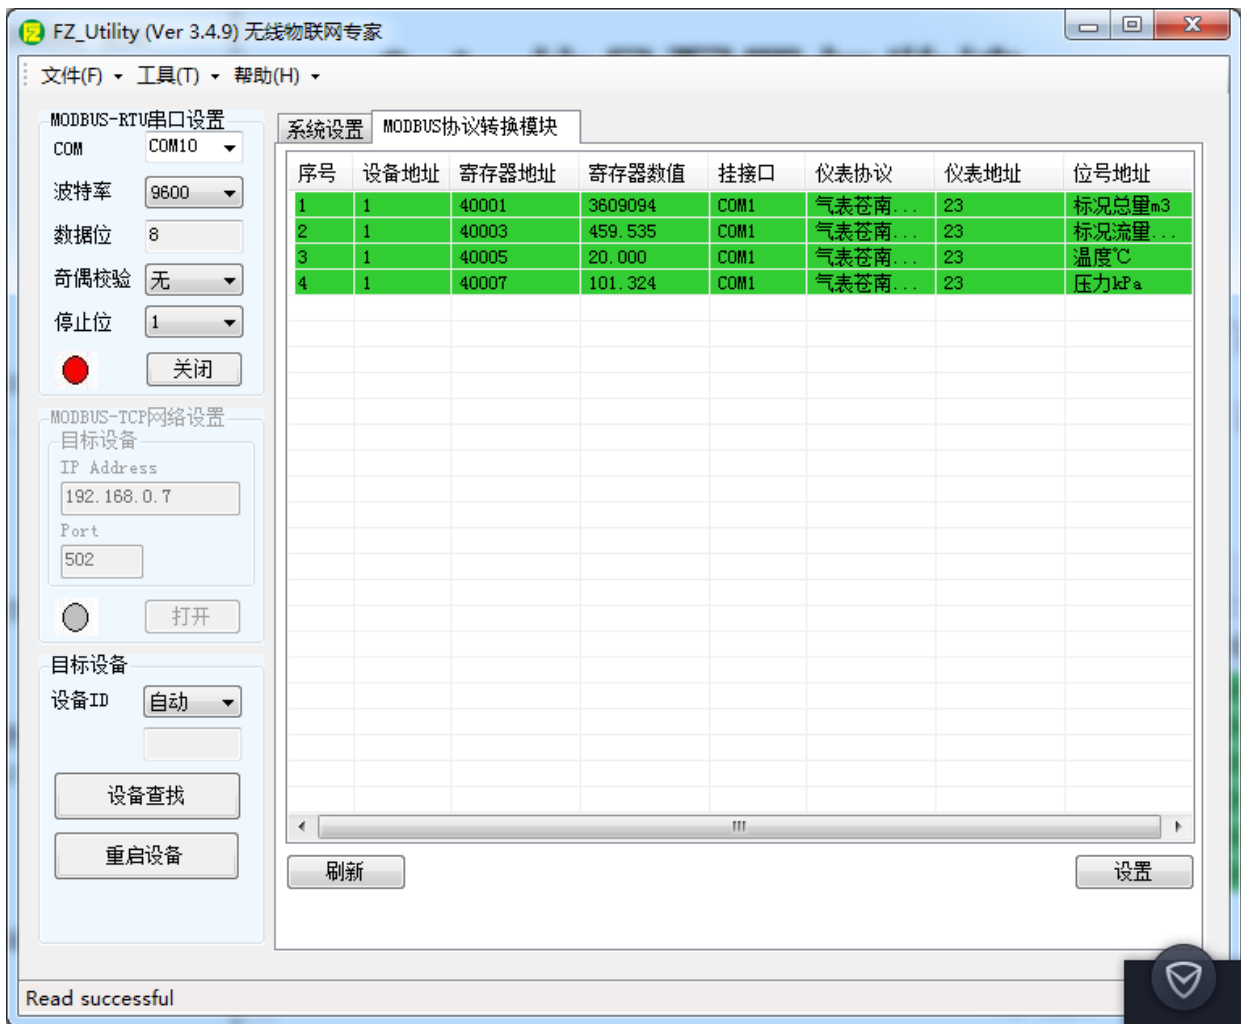 FZ_Utility (Ver 3.4.9) 无线物联网专家
文件(F) 工具(T) 帮助(H)
MODBUS-RTU串口设置
COM COM10
波特率 9600
数据位 8
奇偶校验 无
停止位 1
关闭
MODBUS-TCP网络设置
目标设备
IP Address
192.168.0.7
Port
502
打开
目标设备
设备ID 自动
设备查找
重启设备
系统设置 MODBUS协议转换模块
序号 设备地址 寄存器地址 寄存器数值 挂接口 仪表协议 仪表地址 位号地址
1 1 40001 3609094 COM1 气表苍南... 23 标况总量m3
2 1 40003 459.535 COM1 气表苍南... 23 标况流量...
3 1 40005 20.000 COM1 气表苍南... 23 温度℃
4 1 40007 101.324 COM1 气表苍南... 23 压力kPa
刷新 设置
Read successful